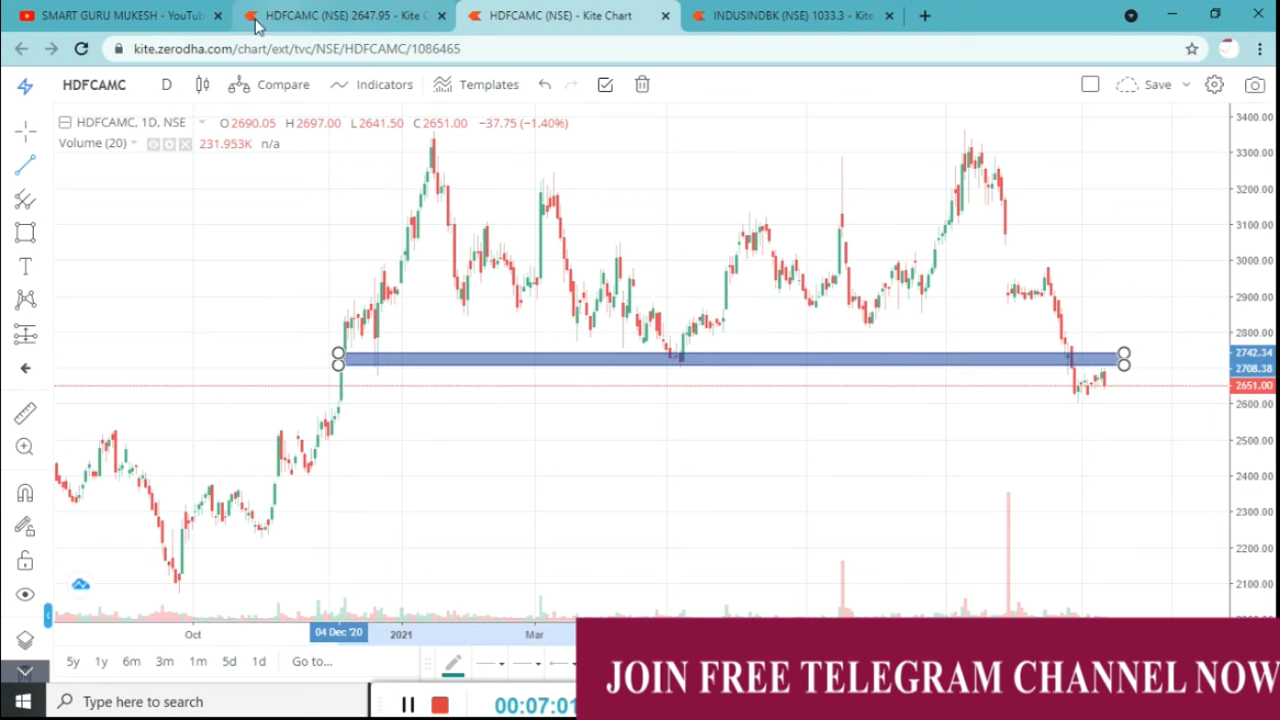 SMART GURU MUKESH - YouTub
HDFCAMC (NSE) 2647.95 - Kite C
HDFCAMC (NSE) - Kite Chart
INDUSINDBK (NSE) 1033.3 - Kite
kite.zerodha.com/chart/ext/tvc/NSE/HDFCAMC/1086465
HDFCAMC D Compare Indicators Templates Save
HDFCAMC, 1D, NSE O2690.05 H2697.00 L2641.50 C2651.00 −37.75 (−1.40%)
Volume (20) 231.953K n/a
3400.00
3300.00
3200.00
3100.00
3000.00
2900.00
2800.00
2742.34
2708.38
2651.00
2600.00
2500.00
2400.00
2300.00
2200.00
2100.00
Oct 04 Dec '20 2021 Mar
5y 1y 6m 3m 1m 5d 1d Go to...
JOIN FREE TELEGRAM CHANNEL NOW
Type here to search
00:07:01